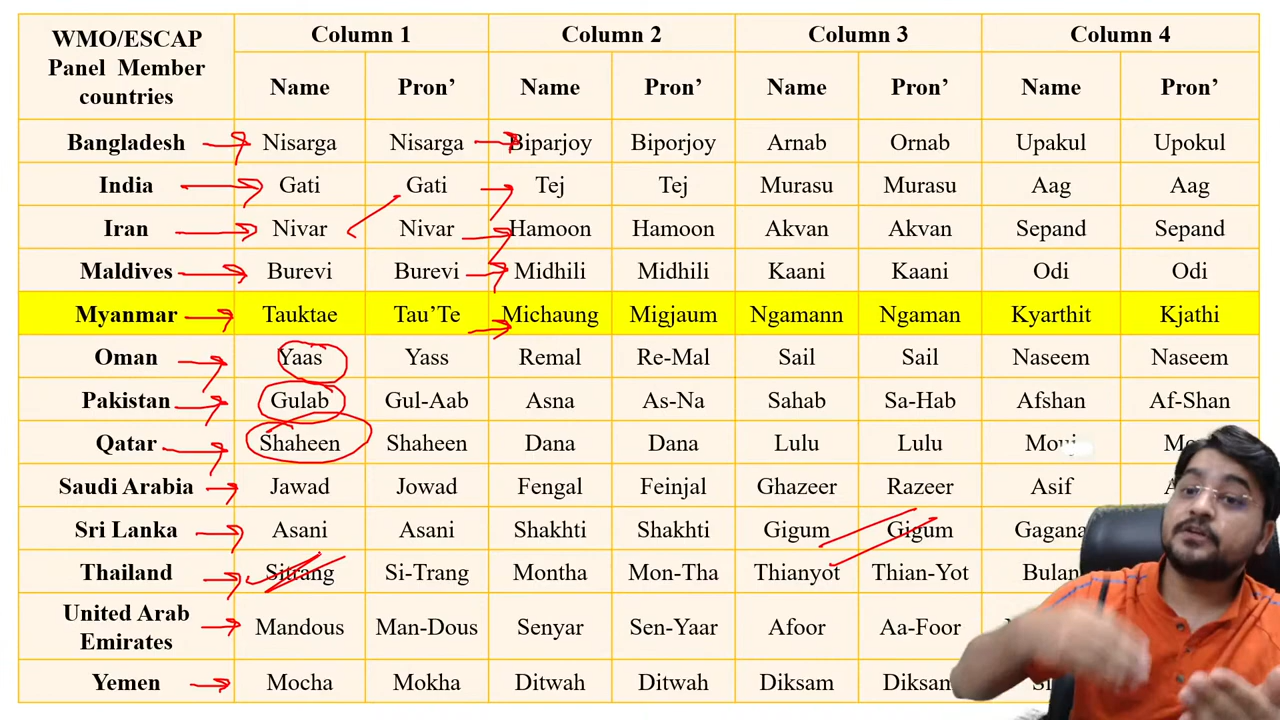 WMO/ESCAP Panel Member countries Column 1 Column 2 Column 3 Column 4
Name Pron’ Name Pron’ Name Pron’ Name Pron’
Bangladesh Nisarga Nisarga Biparjoy Biporjoy Arnab Ornab Upakul Upokul
India Gati Gati Tej Tej Murasu Murasu Aag Aag
Iran Nivar Nivar Hamoon Hamoon Akvan Akvan Sepand Sepand
Maldives Burevi Burevi Midhili Midhili Kaani Kaani Odi Odi
Myanmar Tauktae Tau’Te Michaung Migjaum Ngamann Ngaman Kyarthit Kjathi
Oman Yaas Yass Remal Re-Mal Sail Sail Naseem Naseem
Pakistan Gulab Gul-Aab Asna As-Na Sahab Sa-Hab Afshan Af-Shan
Qatar Shaheen Shaheen Dana Dana Lulu Lulu Mouj
Saudi Arabia Jawad Jowad Fengal Feinjal Ghazeer Razeer Asif
Sri Lanka Asani Asani Shakhti Shakhti Gigum Gigum Gagana
Thailand Sitrang Si-Trang Montha Mon-Tha Thianyot Thian-Yot Bulan
United Arab Emirates Mandous Man-Dous Senyar Sen-Yaar Afoor Aa-Foor
Yemen Mocha Mokha Ditwah Ditwah Diksam Diksam